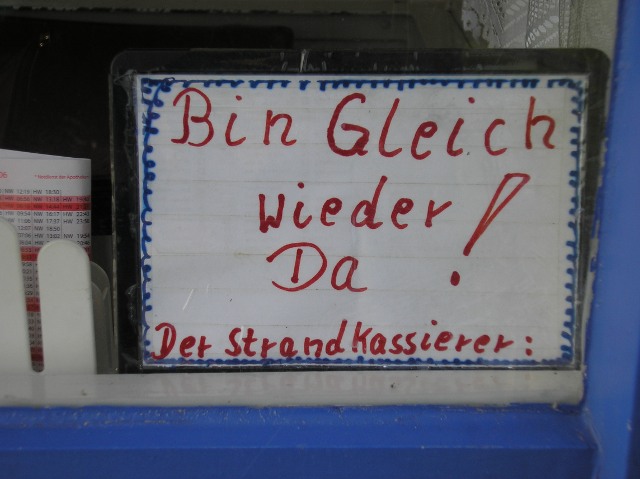 Bin Gleich
wieder
Da !
Der Strandkassierer: